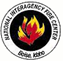 NATIONAL INTERAGENCY FIRE CENTER
Boise, Idaho